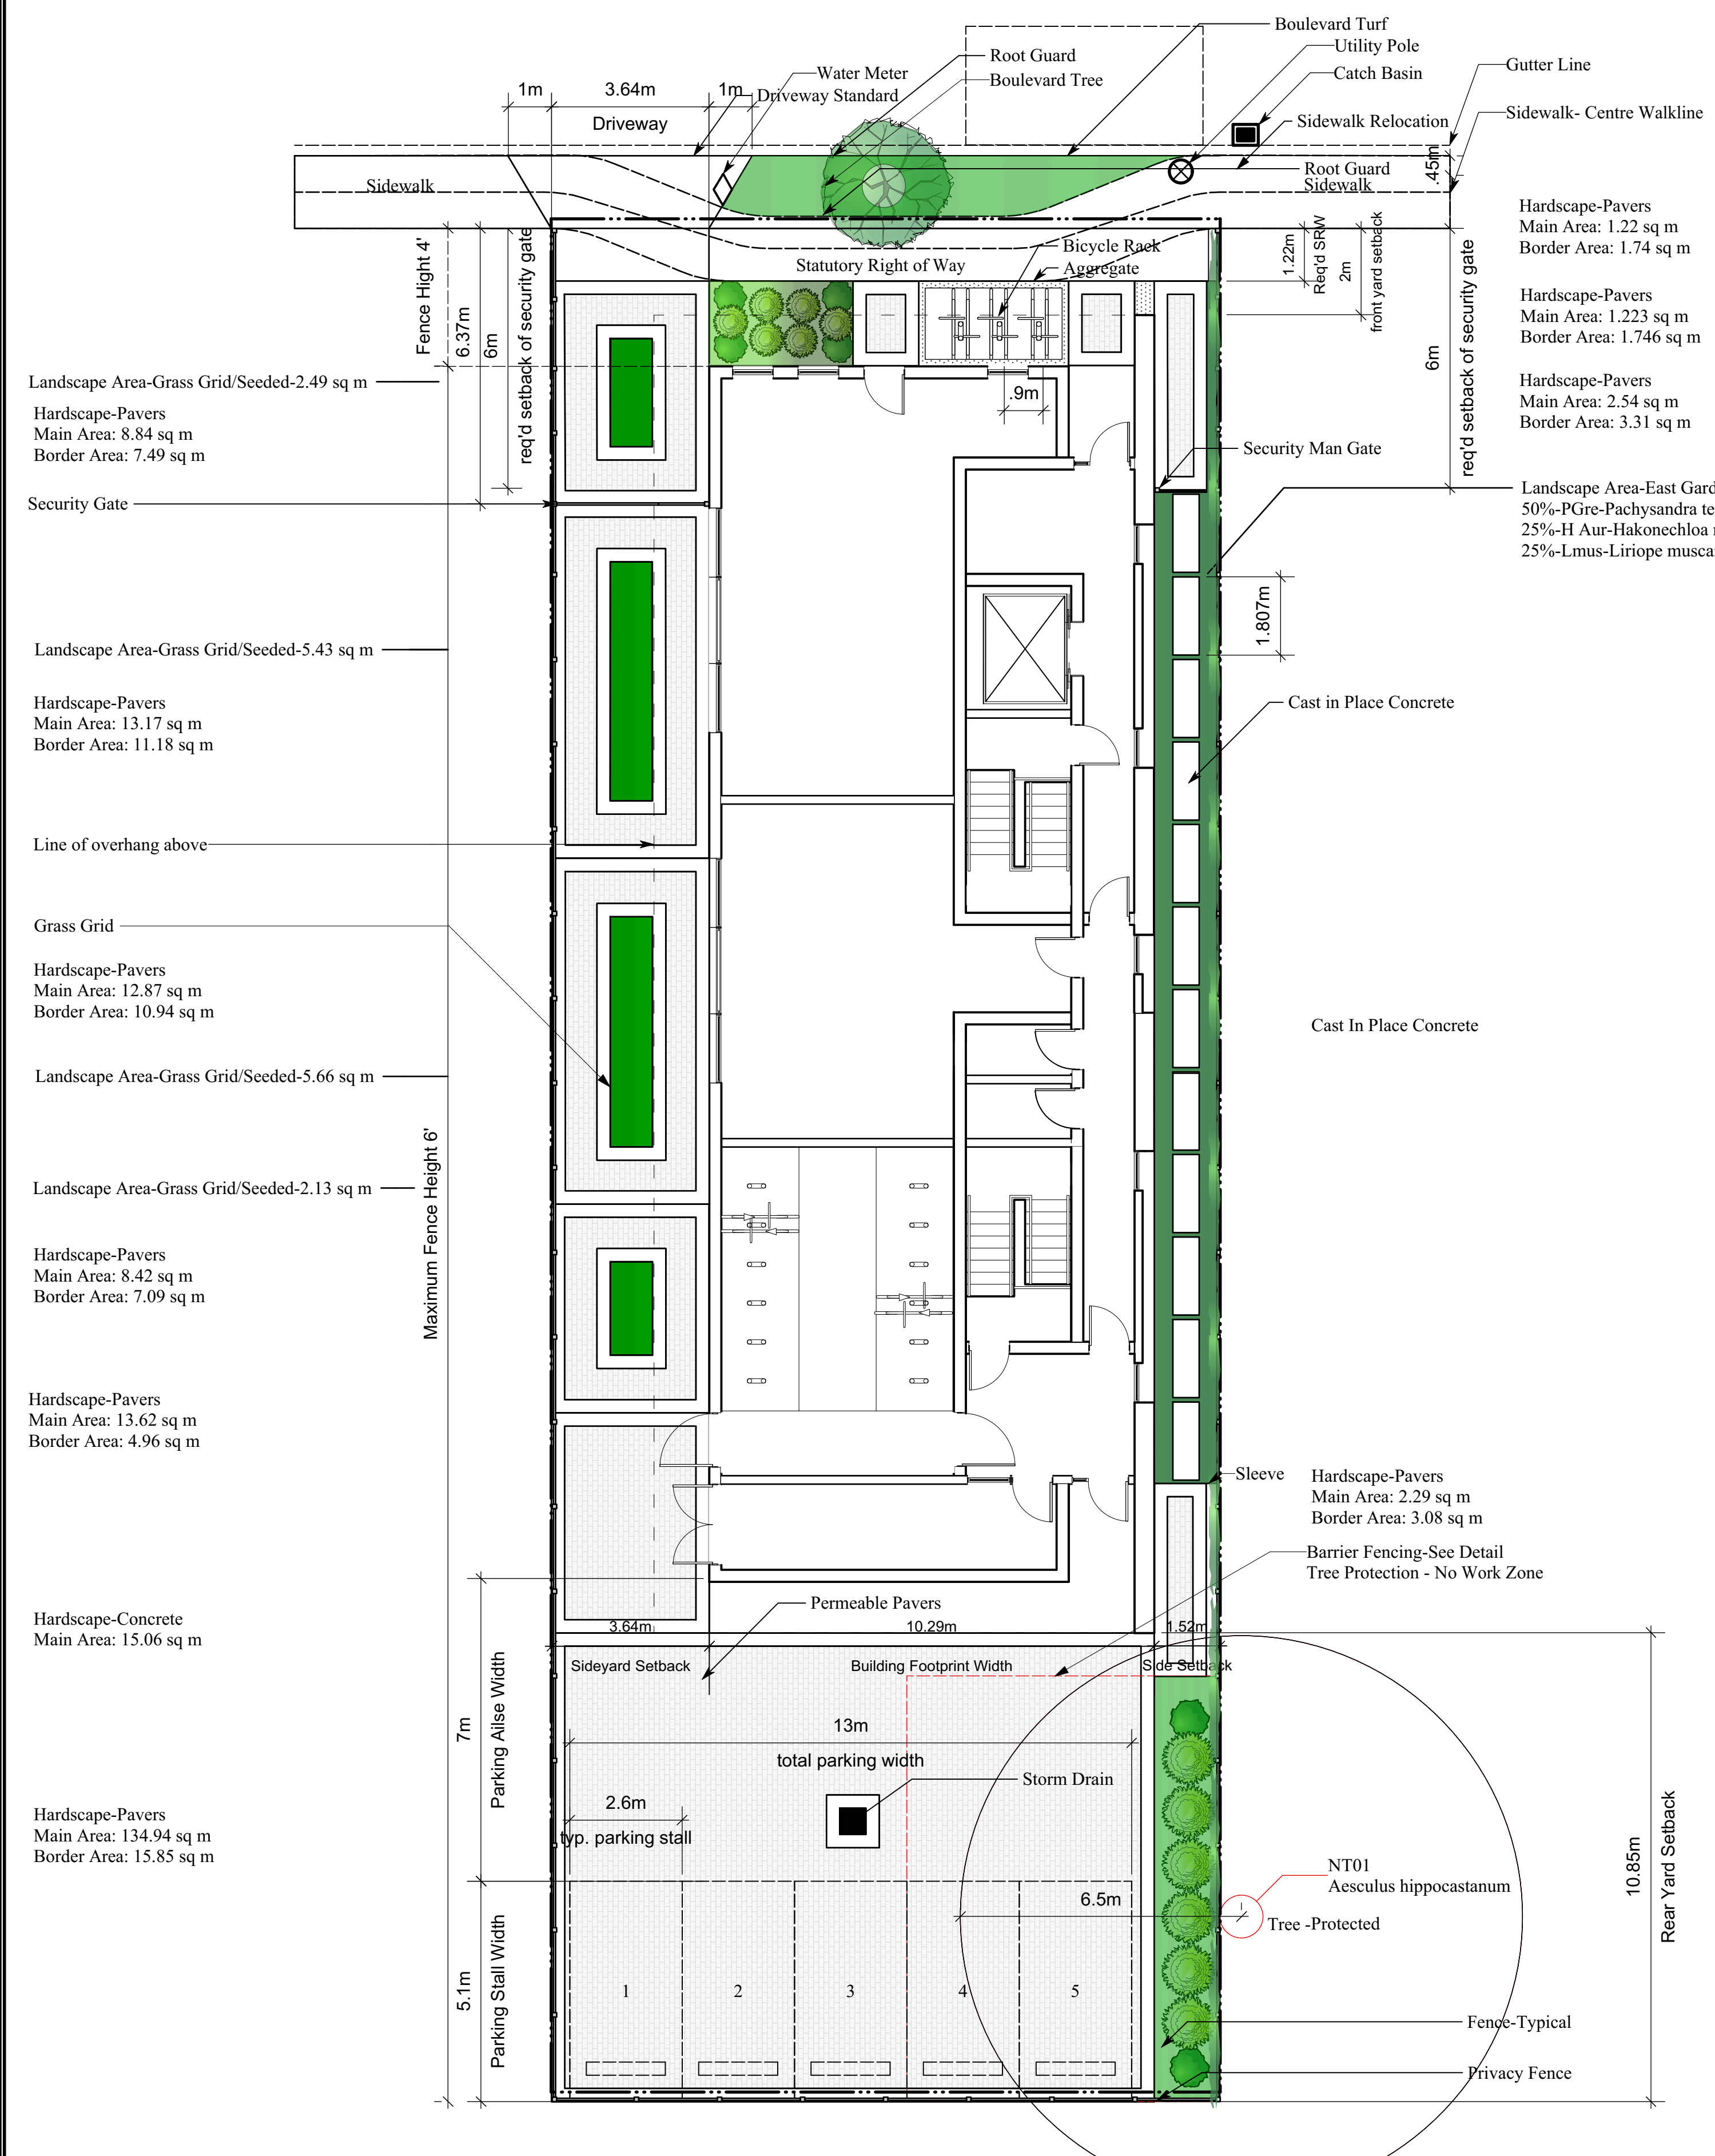 Boulevard Turf
Utility Pole
Root Guard
Boulevard Tree
Catch Basin
Gutter Line
Water Meter
Driveway Standard
1m
3.64m
1m
Driveway
Sidewalk Relocation
Sidewalk- Centre Walkline
Sidewalk
Root Guard
Sidewalk
.45m
Statutory Right of Way
Bicycle Rack
Aggregate
1.22m
Req'd SRW
2m
front yard setback
6m
req'd setback of security gate
Fence High 4'
6.37m
6m
req'd setback of security gate
Hardscape-Pavers
Main Area: 1.22 sq m
Border Area: 1.74 sq m
Hardscape-Pavers
Main Area: 1.223 sq m
Border Area: 1.746 sq m
Hardscape-Pavers
Main Area: 2.54 sq m
Border Area: 3.31 sq m
Landscape Area-Grass Grid/Seeded-2.49 sq m
Hardscape-Pavers
Main Area: 8.84 sq m
Border Area: 7.49 sq m
.9m
Security Man Gate
Security Gate
Landscape Area-East Gard
50%-PGre-Pachysandra te
25%-H Aur-Hakonechloa
25%-Lmus-Liriope musca
1.807m
Landscape Area-Grass Grid/Seeded-5.43 sq m
Hardscape-Pavers
Main Area: 13.17 sq m
Border Area: 11.18 sq m
Cast in Place Concrete
Line of overhang above
Grass Grid
Hardscape-Pavers
Main Area: 12.87 sq m
Border Area: 10.94 sq m
Cast In Place Concrete
Landscape Area-Grass Grid/Seeded-5.66 sq m
Maximum Fence Height 6'
Landscape Area-Grass Grid/Seeded-2.13 sq m
Hardscape-Pavers
Main Area: 8.42 sq m
Border Area: 7.09 sq m
Hardscape-Pavers
Main Area: 13.62 sq m
Border Area: 4.96 sq m
Sleeve
Hardscape-Pavers
Main Area: 2.29 sq m
Border Area: 3.08 sq m
Barrier Fencing-See Detail
Tree Protection - No Work Zone
Permeable Pavers
Hardscape-Concrete
Main Area: 15.06 sq m
3.64m
10.29m
1.52m
Sideyard Setback
Building Footprint Width
Side Setback
7m
Parking Ailse Width
13m
total parking width
Storm Drain
2.6m
typ. parking stall
Hardscape-Pavers
Main Area: 134.94 sq m
Border Area: 15.85 sq m
10.85m
Rear Yard Setback
NT01
Aesculus hippocastanum
6.5m
Tree -Protected
5.1m
Parking Stall Width
1
2
3
4
5
Fence-Typical
Privacy Fence